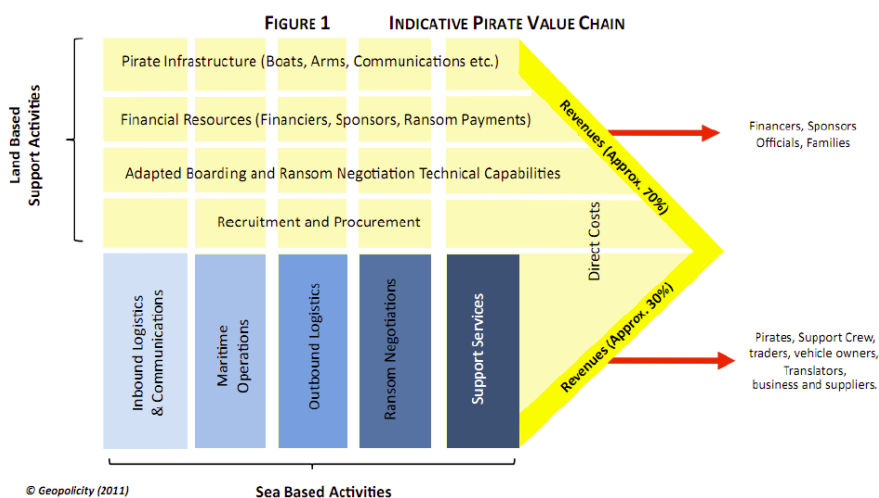 FIGURE 1 INDICATIVE PIRATE VALUE CHAIN
Land Based
Support Activities
Pirate Infrastructure (Boats, Arms, Communications etc.)
Financial Resources (Financiers, Sponsors, Ransom Payments)
Adapted Boarding and Ransom Negotiation Technical Capabilities
Recruitment and Procurement
Inbound Logistics
& Communications
Maritime
Operations
Outbound Logistics
Ransom Negotiations
Support Services
Direct Costs
Revenues (Approx. 70%)
Revenues (Approx. 30%)
Financers, Sponsors
Officials, Families
Pirates, Support Crew,
traders, vehicle owners,
Translators,
business and suppliers.
© Geopolicity (2011)
Sea Based Activities